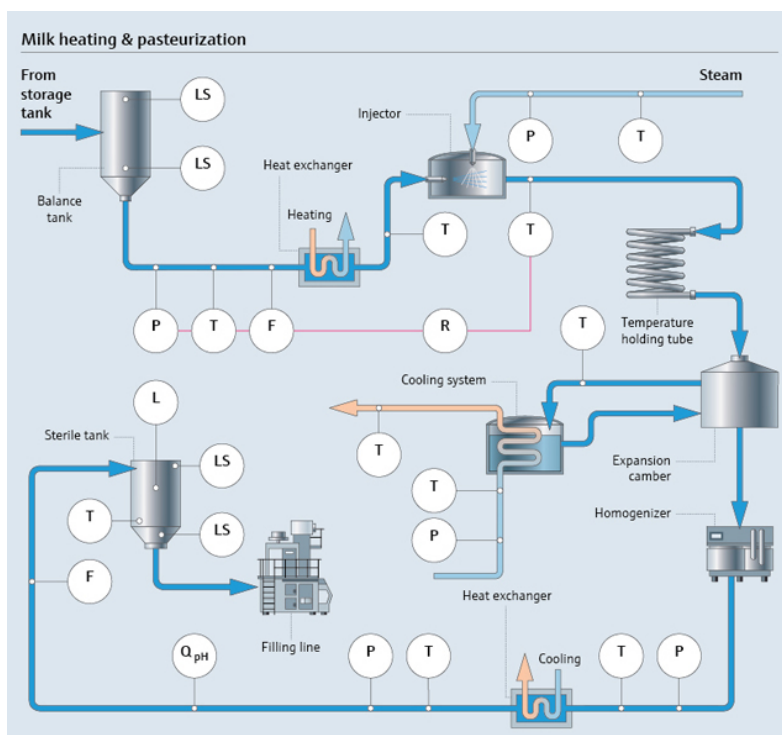 Milk heating & pasteurization
From
storage
tank
Steam
LS
Injector
P
T
LS
Heat exchanger
Balance
tank
Heating
T
T
P
T
F
R
T
Temperature
holding tube
Cooling system
L
Sterile tank
LS
T
Expansion
camber
T
T
LS
P
Homogenizer
F
Heat exchanger
Filling line
Q pH
P
T
Cooling
T
P